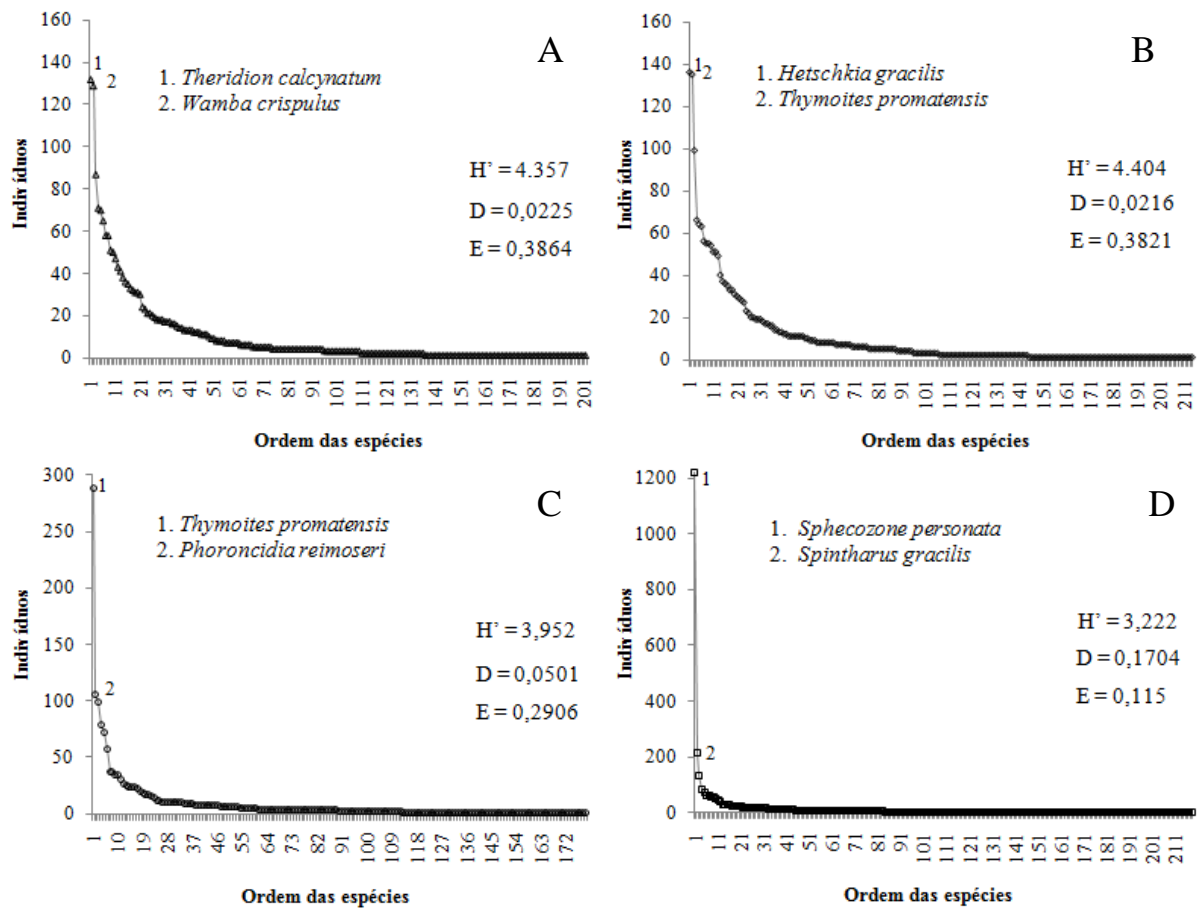 A
160
140
120
100
80
60
40
20
0
Indivíduos
1
2
1. Theridion calcynatum
2. Wamba crispulus
H' = 4.357
D = 0,0225
E = 0,3864
1 11 21 31 41 51 61 71 81 91 101 111 121 131 141 151 161 171 181 191 201
Ordem das espécies
B
160
140
120
100
80
60
40
20
0
Indivíduos
1 2
1. Hetschkia gracilis
2. Thymoites promatensis
H' = 4.404
D = 0,0216
E = 0,3821
1 11 21 31 41 51 61 71 81 91 101 111 121 131 141 151 161 171 181 191 201 211
Ordem das espécies
C
300
250
200
150
100
50
0
Indivíduos
1
2
1. Thymoites promatensis
2. Phoroncidia reimoseri
H' = 3,952
D = 0,0501
E = 0,2906
1 10 19 28 37 46 55 64 73 82 91 100 109 118 127 136 145 154 163 172
Ordem das espécies
D
1200
1000
800
600
400
200
0
Indivíduos
1
2
1. Sphecozone personata
2. Spintharus gracilis
H' = 3,222
D = 0,1704
E = 0,115
1 11 21 31 41 51 61 71 81 91 101 111 121 131 141 151 161 171 181 191 201 211
Ordem das espécies